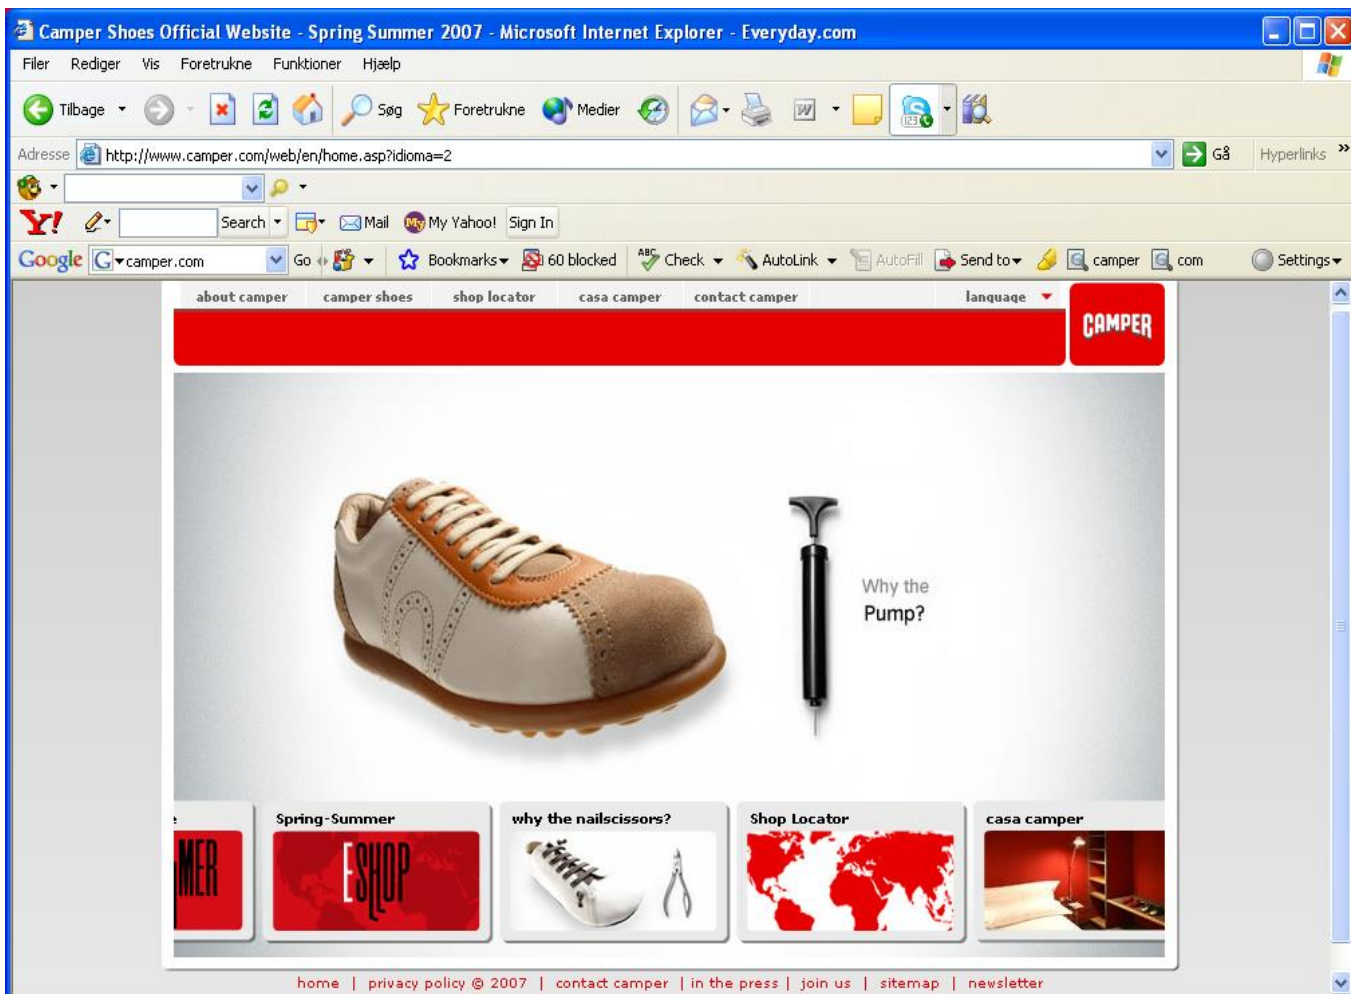 Camper Shoes Official Website - Spring Summer 2007 - Microsoft Internet Explorer - Everyday.com
Filer Rediger Vis Foretrukne Funktioner Hjælp
Tilbage Søg Foretrukne Medier W 123
Adresse http://www.camper.com/web/en/home.asp?idioma=2 Gå Hyperlinks »
Y! Search Mail My My Yahoo! Sign In
Google G camper.com Go Bookmarks 60 blocked ABC Check AutoLink AutoFill Send to camper com Settings
about camper camper shoes shop locator casa camper contact camper language
CAMPER
Why the
Pump?
e Spring-Summer why the nailscissors? Shop Locator casa camper
MER ESHOP
home | privacy policy @ 2007 | contact camper | in the press | join us | sitemap | newsletter